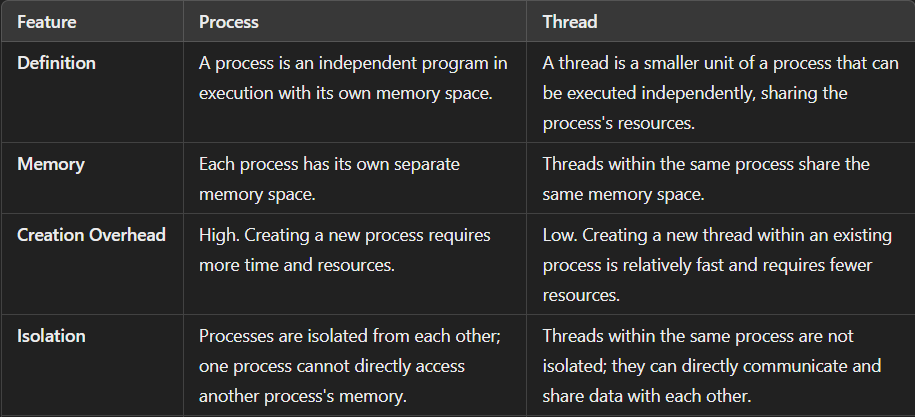 Feature Process Thread
Definition A process is an independent program in A thread is a smaller unit of a process that can
execution with its own memory space. be executed independently, sharing the
process's resources.
Memory Each process has its own separate Threads within the same process share the
memory space. same memory space.
Creation Overhead High. Creating a new process requires Low. Creating a new thread within an existing
more time and resources. process is relatively fast and requires fewer
resources.
Isolation Processes are isolated from each other; Threads within the same process are not
one process cannot directly access isolated; they can directly communicate and
another process's memory. share data with each other.